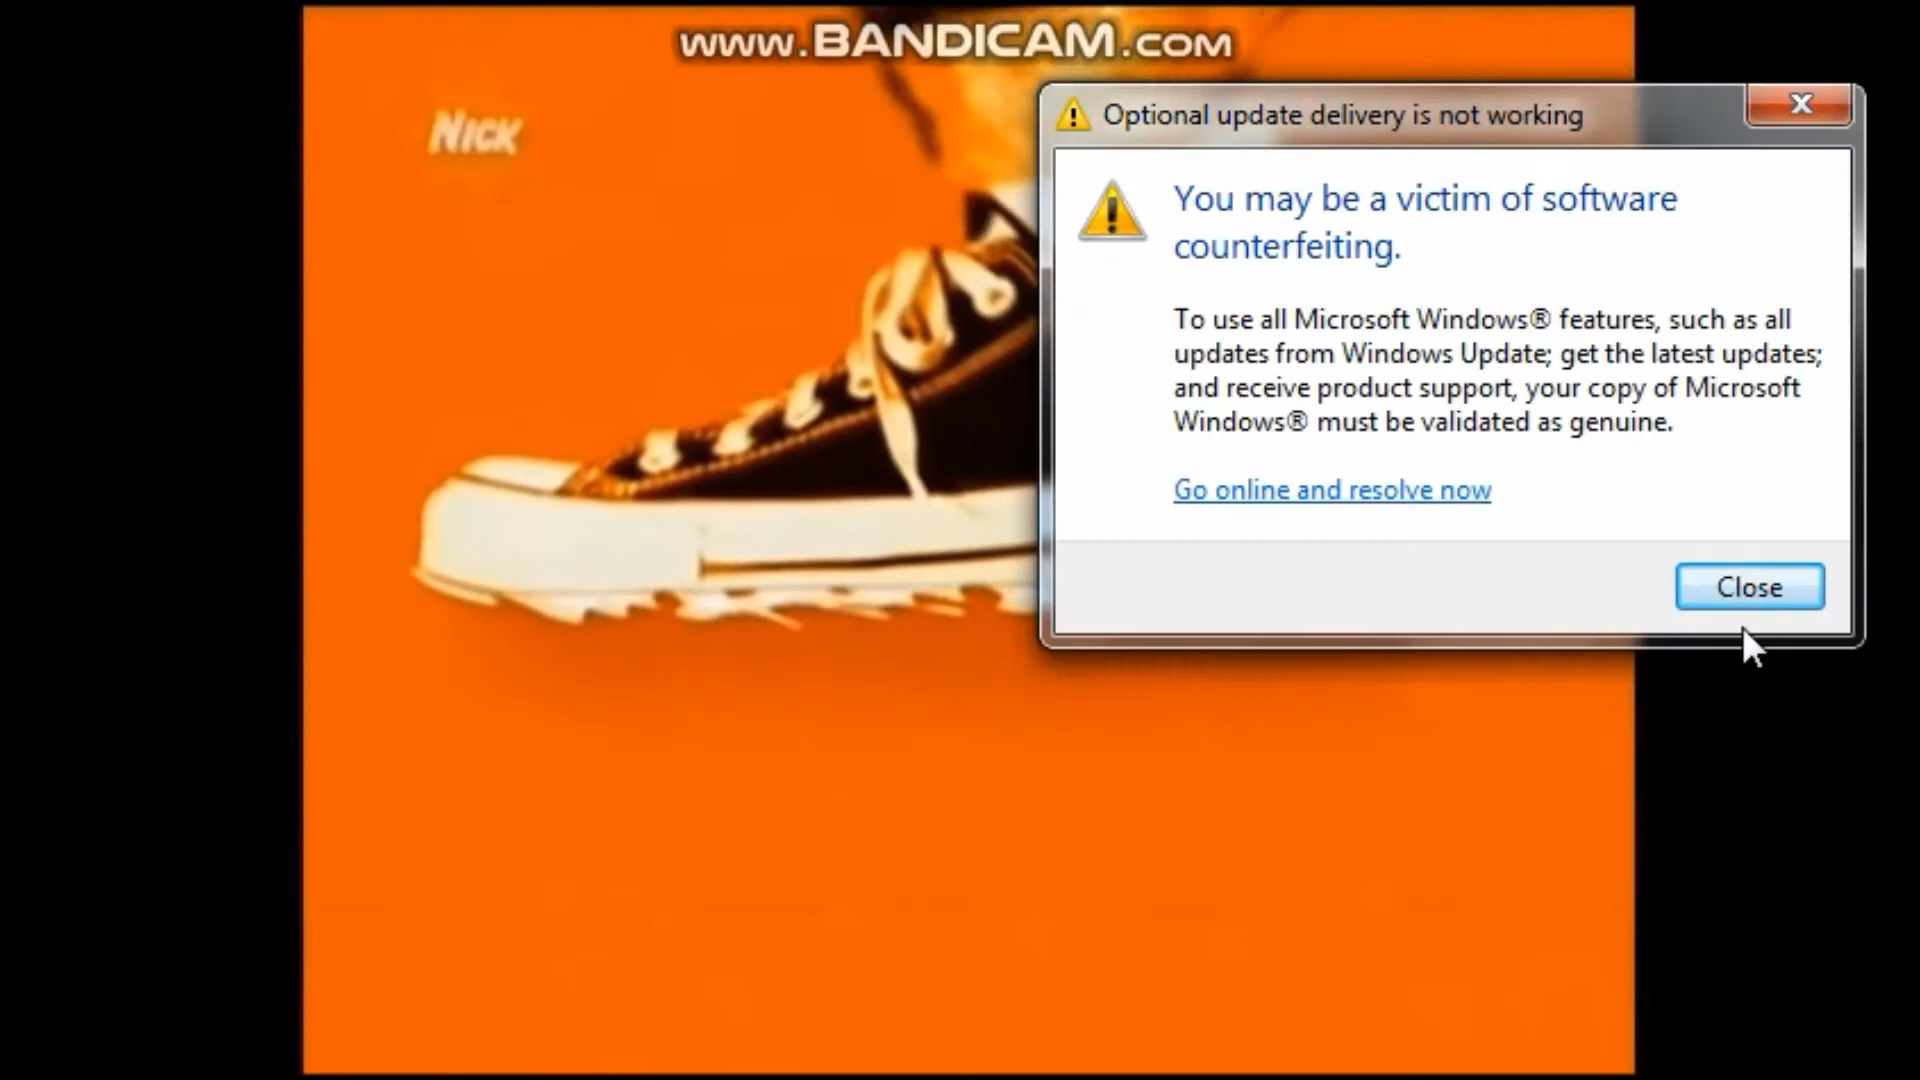 www.BANDICAM.com
Nick
Optional update delivery is not working
You may be a victim of software
counterfeiting.
To use all Microsoft Windows® features, such as all
updates from Windows Update; get the latest updates;
and receive product support, your copy of Microsoft
Windows® must be validated as genuine.
Go online and resolve now
Close